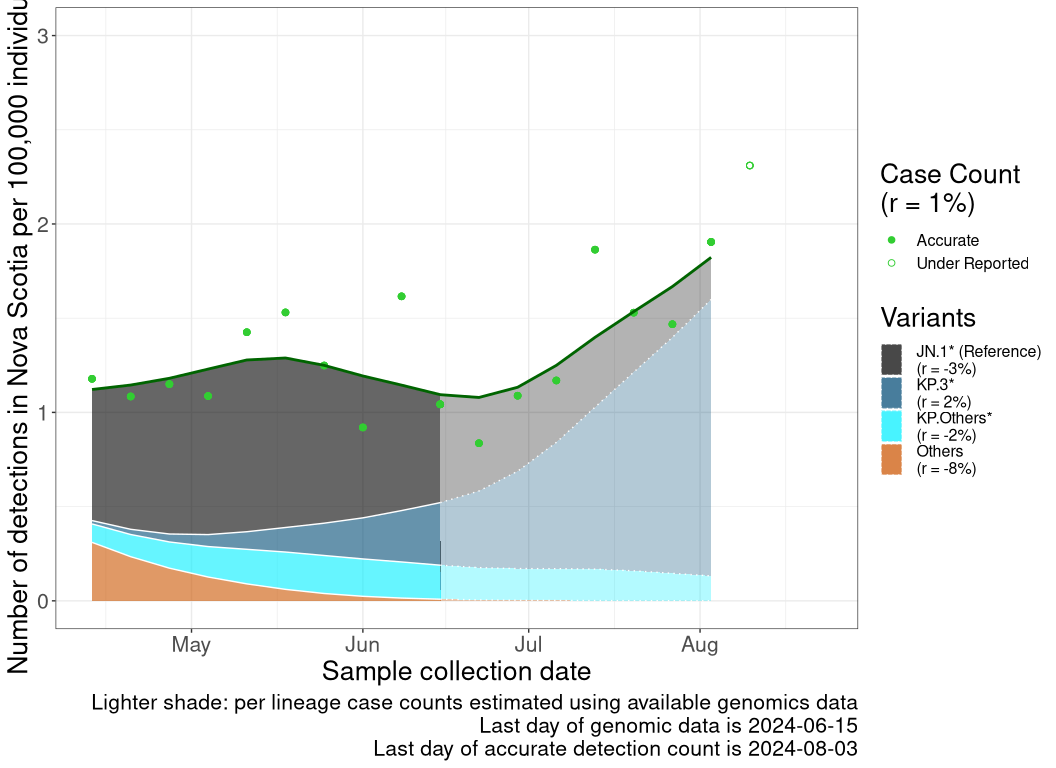 Number of detections in Nova Scotia per 100,000
3
2
1
0
May Jun Jul Aug
Sample collection date
Lighter shade: per lineage case counts estimated using available genomics data
Last day of genomic data is 2024-06-15
Last day of accurate detection count is 2024-08-03
Case Count
(r = 1%)
Accurate
Under Reported
Variants
JN.1* (Reference)
(r = -3%)
KP.3*
(r = 2%)
KP.Others*
(r = -2%)
Others
(r = -8%)